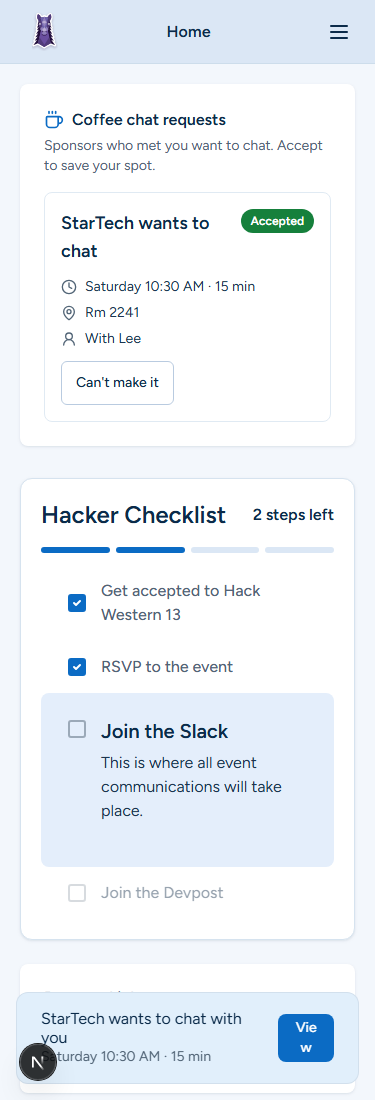 Home
Coffee chat requests
Sponsors who met you want to chat. Accept
to save your spot.
StarTech wants to
chat
Accepted
Saturday 10:30 AM · 15 min
Rm 2241
With Lee
Can't make it
Hacker Checklist
2 steps left
Get accepted to Hack
Western 13
RSVP to the event
Join the Slack
This is where all event
communications will take
place.
Join the Devpost
StarTech wants to chat with
you
10:30 AM · 15 min
Vie
w
N